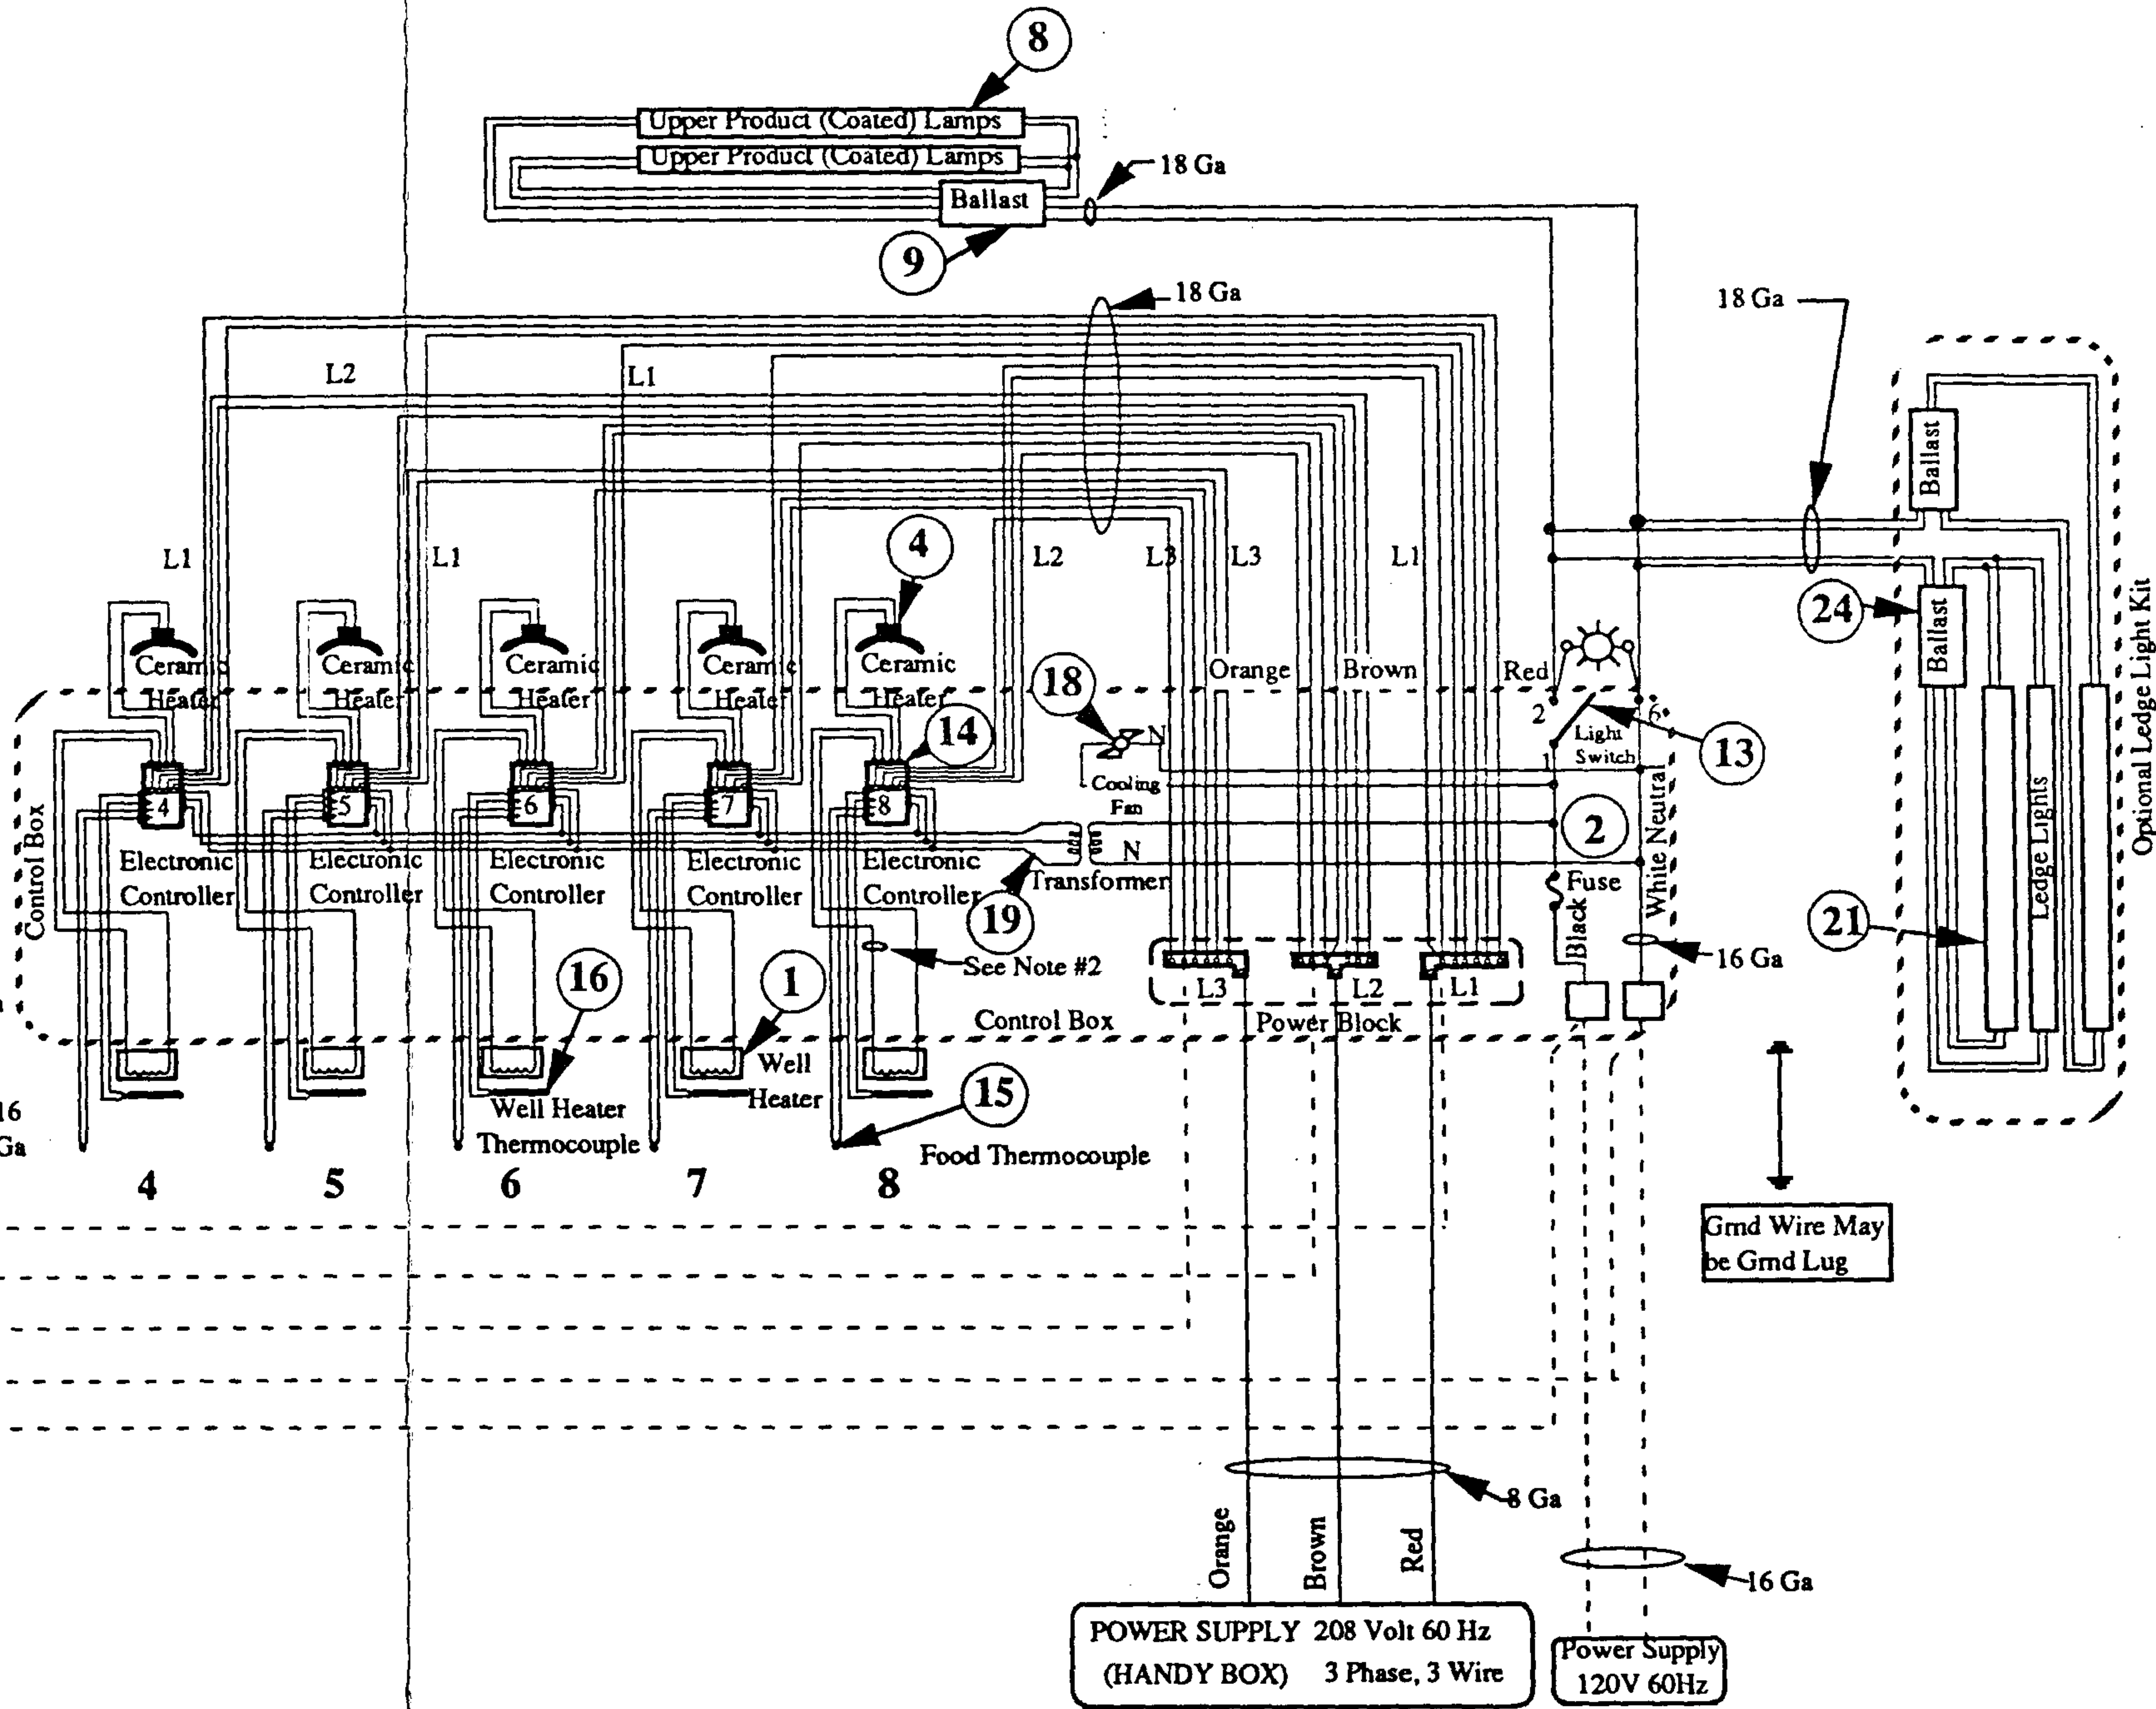 8
Upper Product (Coated) Lamps
Upper Product (Coated) Lamps
18 Ga
Ballast
9
18 Ga
18 Ga
L2
L1
Ballast
L1
L1
4
L2
L3
L3
L1
24
Ballast
Optional Ledge Light Kit
Ceramic
Heater
Ceramic
Heater
Ceramic
Heater
Ceramic
Heater
Ceramic
Heater
18
Orange
Brown
Red
2
6
14
N
Light
Switch
13
1
Cooling
Fan
4
5
6
7
8
2
Control Box
Electronic
Controller
Electronic
Controller
Electronic
Controller
Electronic
Controller
Electronic
Controller
N
Transformer
19
Fuse
Black
White Neutral
Ledge Lights
21
16 Ga
See Note #2
16
1
L3
L2
L1
Control Box
Power Block
Well
Heater
15
Well Heater
Thermocouple
Food Thermocouple
16
Ga
4
5
6
7
8
Grnd Wire May
be Grnd Lug
8 Ga
Orange
Brown
Red
16 Ga
POWER SUPPLY 208 Volt 60 Hz
(HANDY BOX) 3 Phase, 3 Wire
Power Supply
120V 60Hz